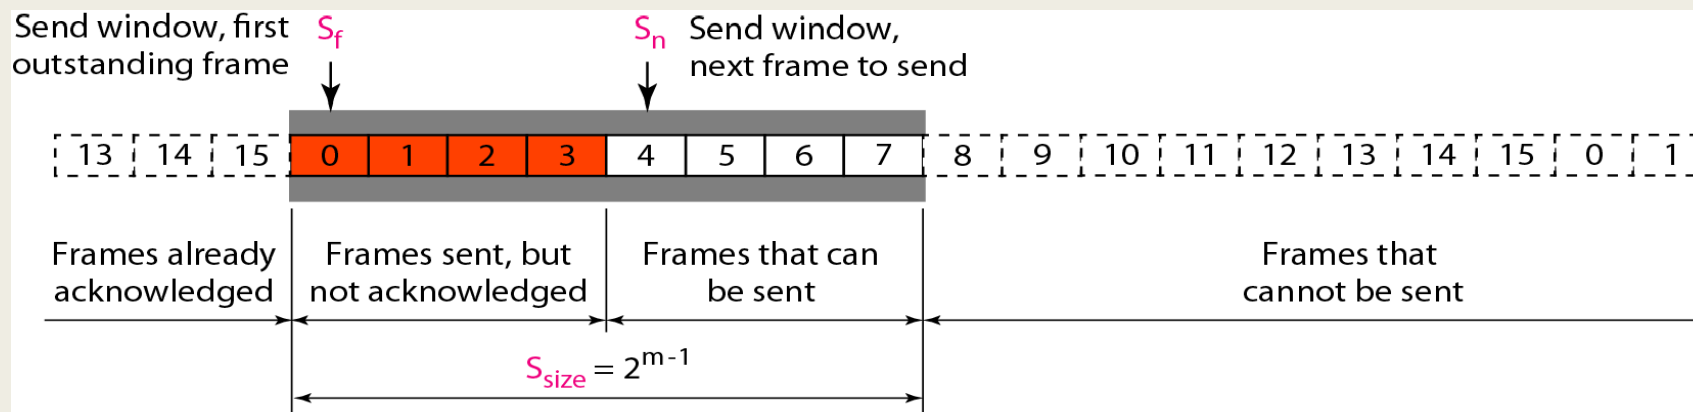 Send window, first
outstanding frame
Sf
Sn
Send window,
next frame to send
13 14 15 0 1 2 3 4 5 6 7 8 9 10 11 12 13 14 15 0 1
Frames already
acknowledged
Frames sent, but
not acknowledged
Frames that can
be sent
Frames that
cannot be sent
Ssize = 2^m-1